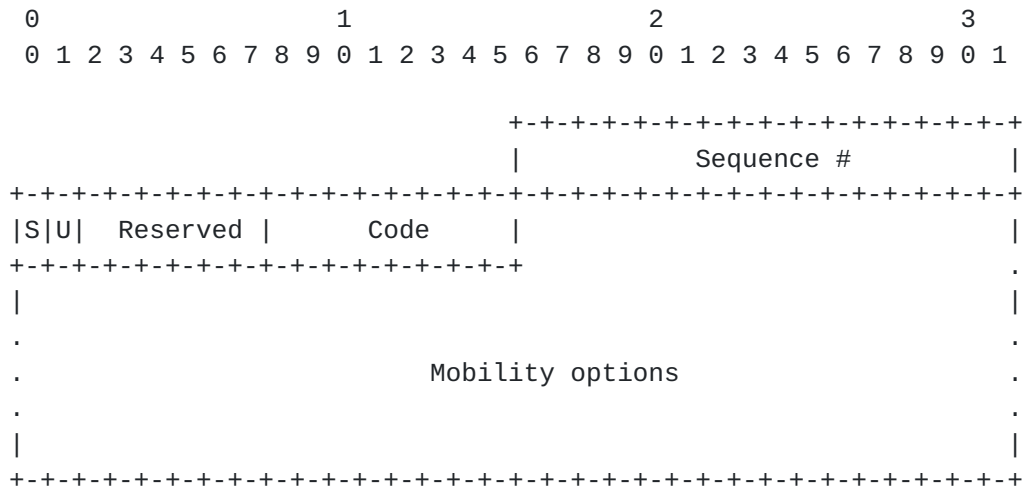 0                   1                   2                   3
 0 1 2 3 4 5 6 7 8 9 0 1 2 3 4 5 6 7 8 9 0 1 2 3 4 5 6 7 8 9 0 1

                                +-+-+-+-+-+-+-+-+-+-+-+-+-+-+-+-+
                                |           Sequence #          |
+-+-+-+-+-+-+-+-+-+-+-+-+-+-+-+-+-+-+-+-+-+-+-+-+-+-+-+-+-+-+-+-+
|S|U|  Reserved |      Code     |                               |
+-+-+-+-+-+-+-+-+-+-+-+-+-+-+-+-+                               .
|                                                               |
.                                                               .
.                          Mobility options                     .
.                                                               .
|                                                               |
+-+-+-+-+-+-+-+-+-+-+-+-+-+-+-+-+-+-+-+-+-+-+-+-+-+-+-+-+-+-+-+-+